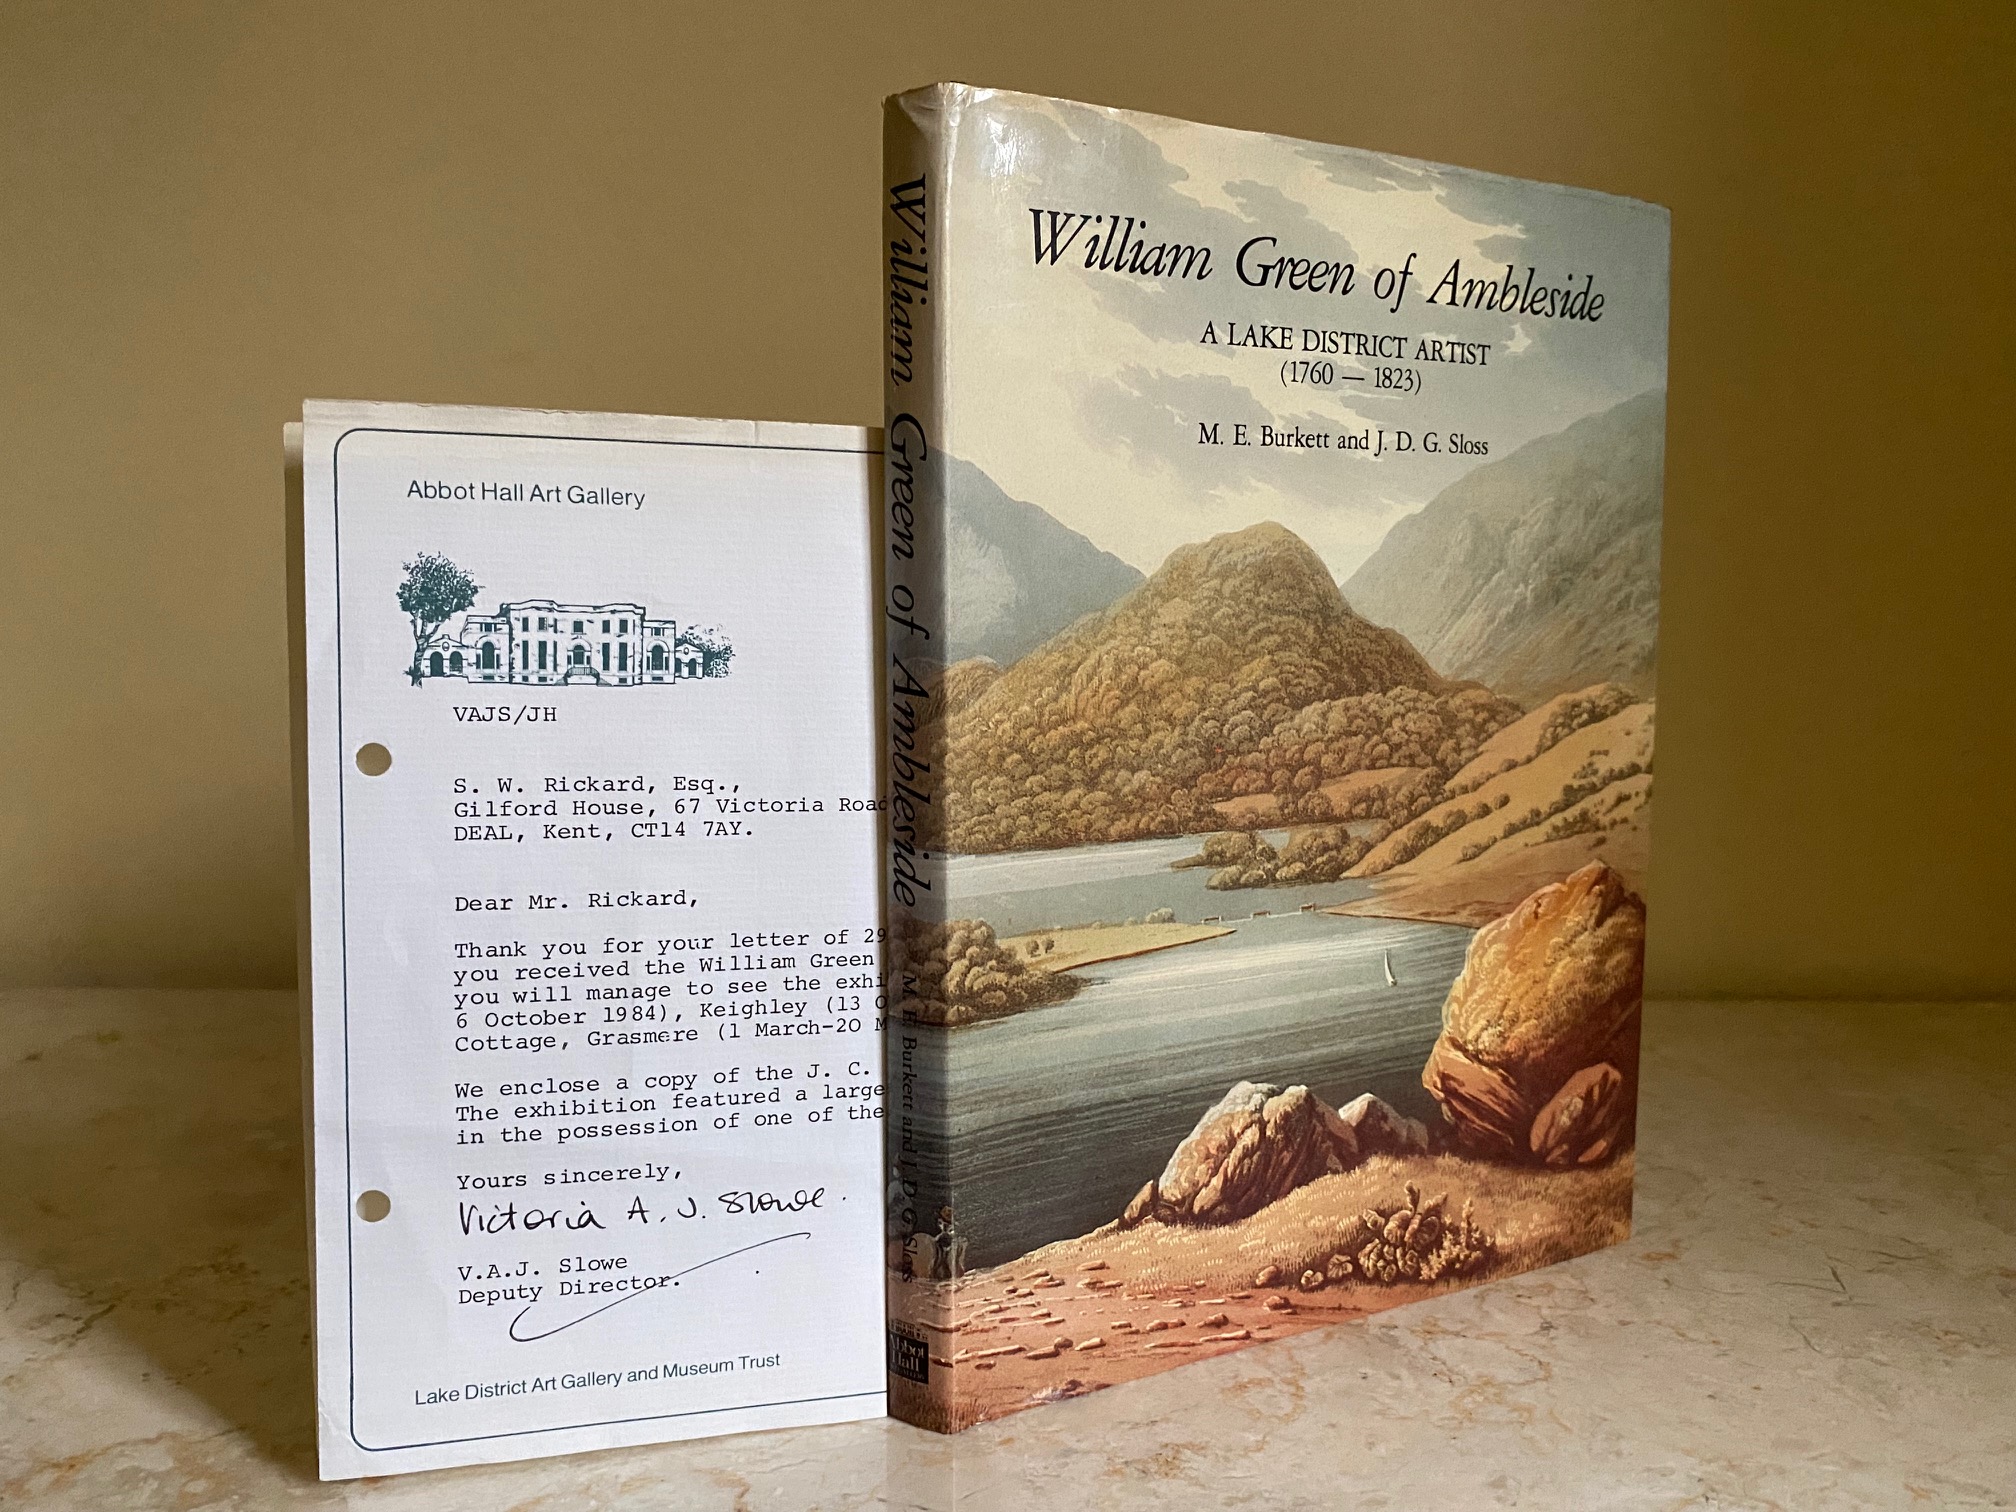 Abbot Hall Art Gallery
VAJS/JH
S. W. Rickard, Esq.,
Gilford House, 67 Victoria Road
DEAL, Kent, CT14 7AY.
Dear Mr. Rickard,
Thank you for your letter of 29
you received the William Green
you will manage to see the exhi
6 October 1984), Keighley (13 O
Cottage, Grasmere (1 March-20 M
We enclose a copy of the J. C.
The exhibition featured a large
in the possession of one of the
Yours sincerely,
Victoria A. J. Slowe.
V.A.J. Slowe
Deputy Director.
Lake District Art Gallery and Museum Trust
William Green of Ambleside
M. E. Burkett and J. D. G. Sloss
Abbot
Hall
William Green of Ambleside
A LAKE DISTRICT ARTIST
(1760 — 1823)
M. E. Burkett and J. D. G. Sloss